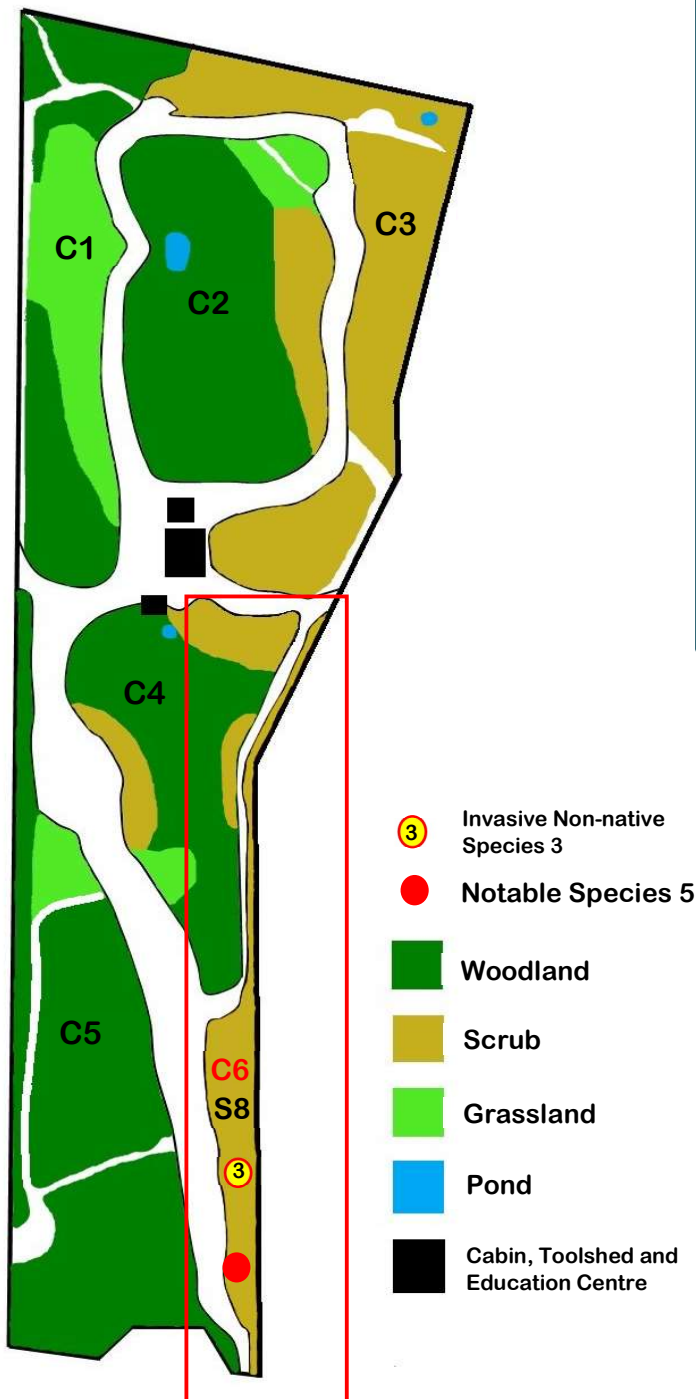 C1
C2
C3
C4
C5
C6
S8
3
3
Invasive Non-native
Species 3
Notable Species 5
Woodland
Scrub
Grassland
Pond
Cabin, Toolshed and
Education Centre